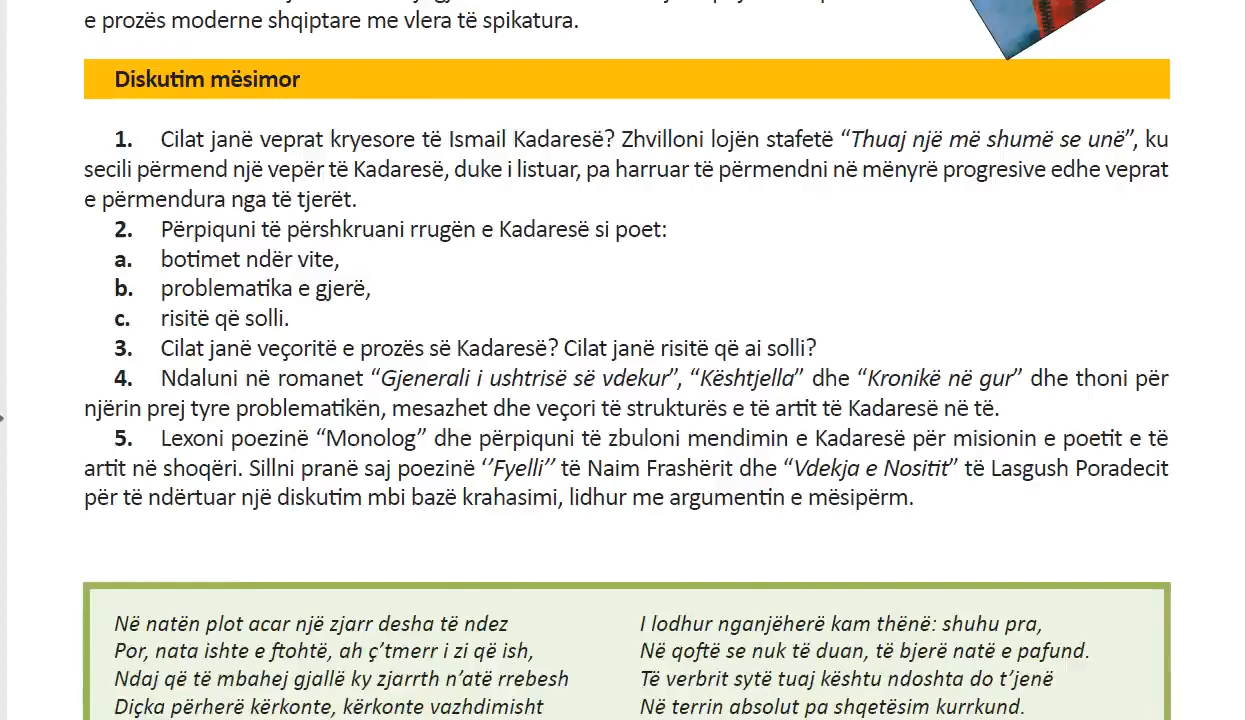 e prozës moderne shqiptare me vlera të spikatura.
Diskutim mësimor
1. Cilat janë veprat kryesore të Ismail Kadaresë? Zhvilloni lojën stafetë “Thuaj një më shumë se unë”, ku
secili përmend një vepër të Kadaresë, duke i listuar, pa harruar të përmendni në mënyrë progresive edhe veprat
e përmendura nga të tjerët.
2. Përpiquni të përshkruani rrugën e Kadaresë si poet:
a. botimet ndër vite,
b. problematika e gjerë,
c. risitë që solli.
3. Cilat janë veçoritë e prozës së Kadaresë? Cilat janë risitë që ai solli?
4. Ndaluni në romanet “Gjenerali i ushtrisë së vdekur”, “Kështjella” dhe “Kronikë në gur” dhe thoni për
njërin prej tyre problematikën, mesazhet dhe veçori të strukturës e të artit të Kadaresë në të.
5. Lexoni poezinë “Monolog” dhe përpiquni të zbuloni mendimin e Kadaresë për misionin e poetit e të
artit në shoqëri. Sillni pranë saj poezinë ‘’Fyelli’’ të Naim Frashërit dhe “Vdekja e Nositit” të Lasgush Poradecit
për të ndërtuar një diskutim mbi bazë krahasimi, lidhur me argumentin e mësipërm.
Në natën plot acar një zjarr desha të ndez
Por, nata ishte e ftohtë, ah ç’tmerr i zi që ish,
Ndaj që të mbahej gjallë ky zjarrth n’atë rrebesh
Diçka përherë kërkonte, kërkonte vazhdimisht
I lodhur nganjëherë kam thënë: shuhu pra,
Në qoftë se nuk të duan, të bjerë natë e pafund.
Të verbrit sytë tuaj kështu ndoshta do t’jenë
Në terrin absolut pa shqetësim kurrkund.